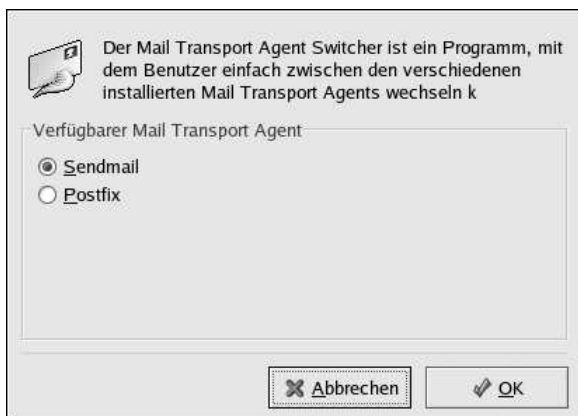 Der Mail Transport Agent Switcher ist ein Programm, mit
dem Benutzer einfach zwischen den verschiedenen
installierten Mail Transport Agents wechseln k
Verfügbarer Mail Transport Agent
Sendmail
Postfix
Abbrechen
OK